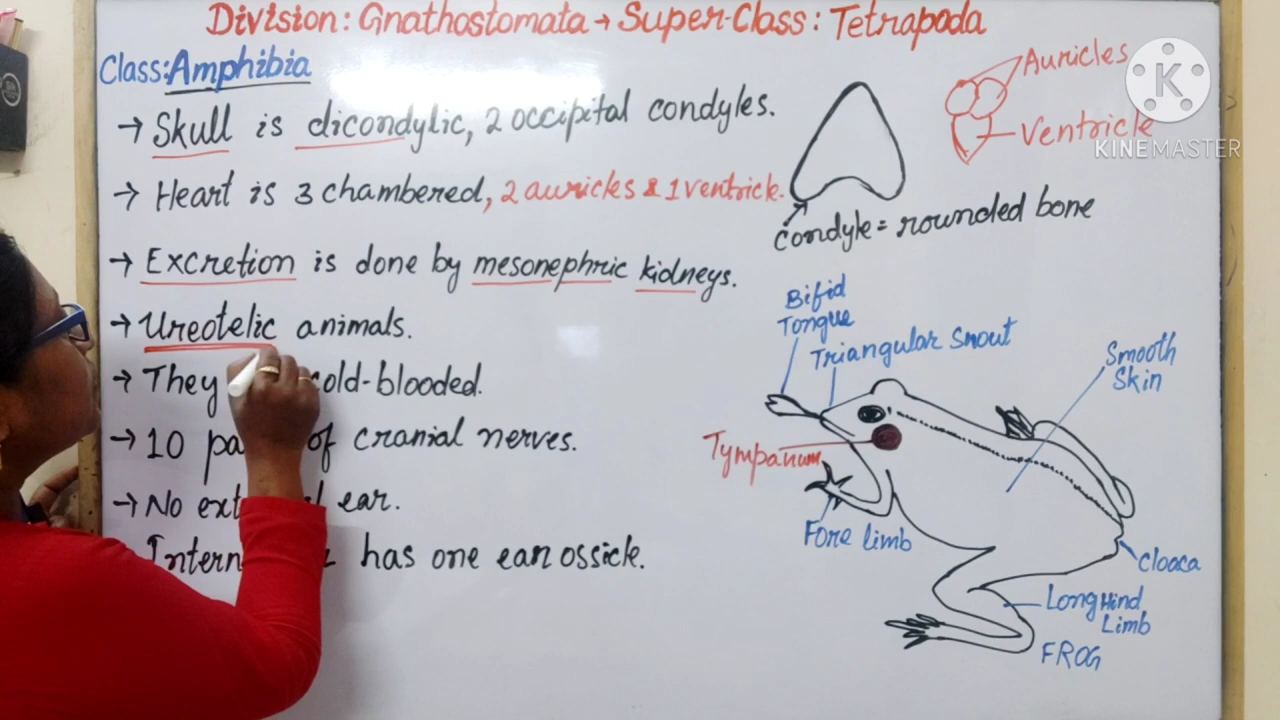 Division: Gnathostomata → Super-Class: Tetrapoda
Class: Amphibia
→ Skull is dicondylic, 2 occipital condyles.
→ Heart is 3 chambered, 2 auricles & 1 ventricle.
→ Excretion is done by mesonephric kidneys.
→ Ureotelic animals.
→ They cold-blooded.
→ 10 of cranial nerves.
→ No ear.
has one ear ossicle.
Auricles
Ventricle
K
KINEMASTER
Condyle = rounded bone
Bifid
Tongue
Triangular Snout
Smooth
Skin
Tympanum
Fore limb
Cloaca
Long Hind
Limb
FROG